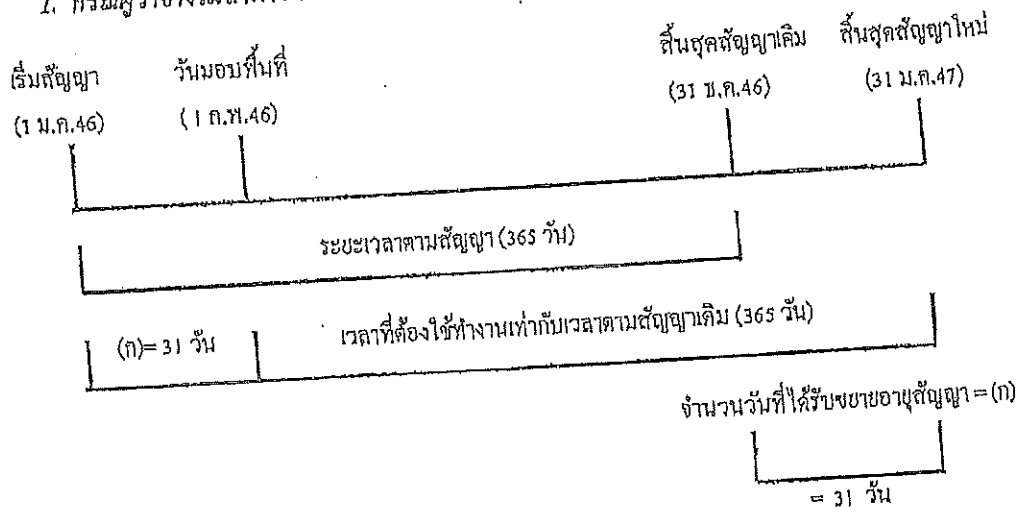 1.
เริ่มสัญญา วันมอบพื้นที่ สิ้นสุดสัญญาเดิม สิ้นสุดสัญญาใหม่
(1 ม.ค.46) (1 ก.พ.46) (31 ธ.ค.46) (31 ม.ค.47)
ระยะเวลาตามสัญญา (365 วัน)
(ก)= 31 วัน เวลาที่ต้องใช้ทำงานเท่ากับเวลาตามสัญญาเดิม (365 วัน)
จำนวนวันที่ได้รับขยายอายุสัญญา = (ก)
= 31 วัน